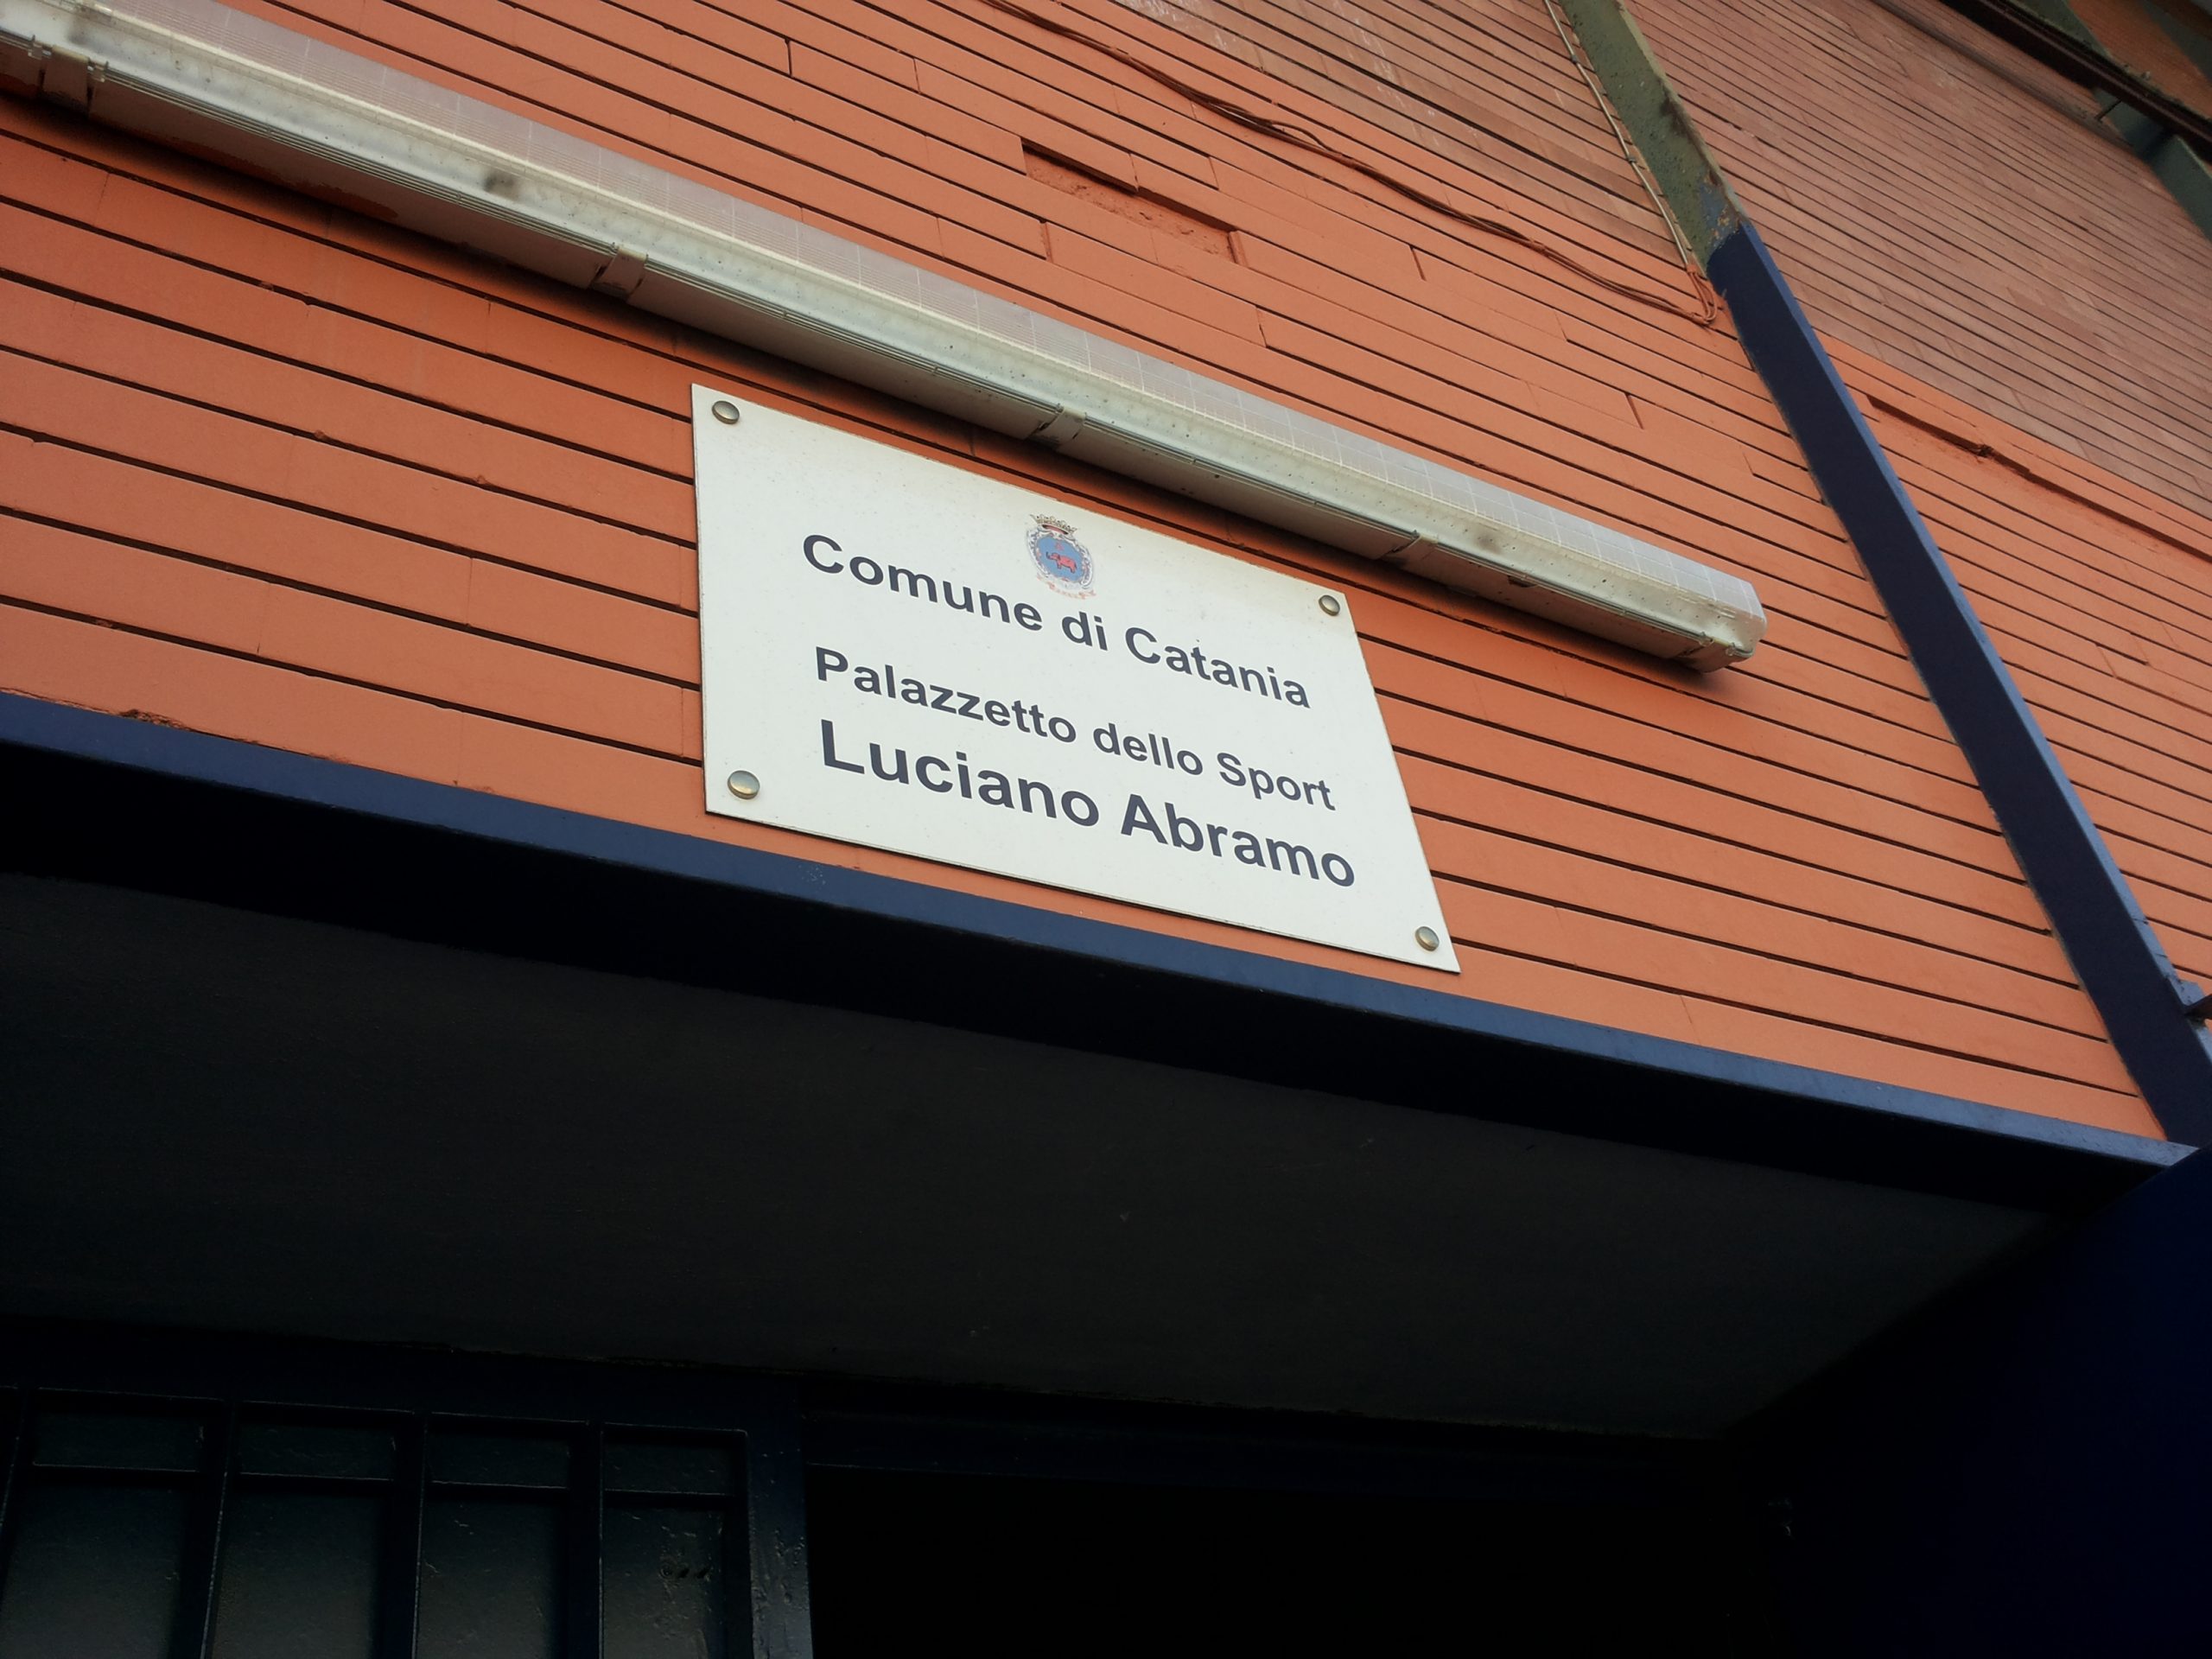 Comune di Catania
Palazzetto dello Sport
Luciano Abramo